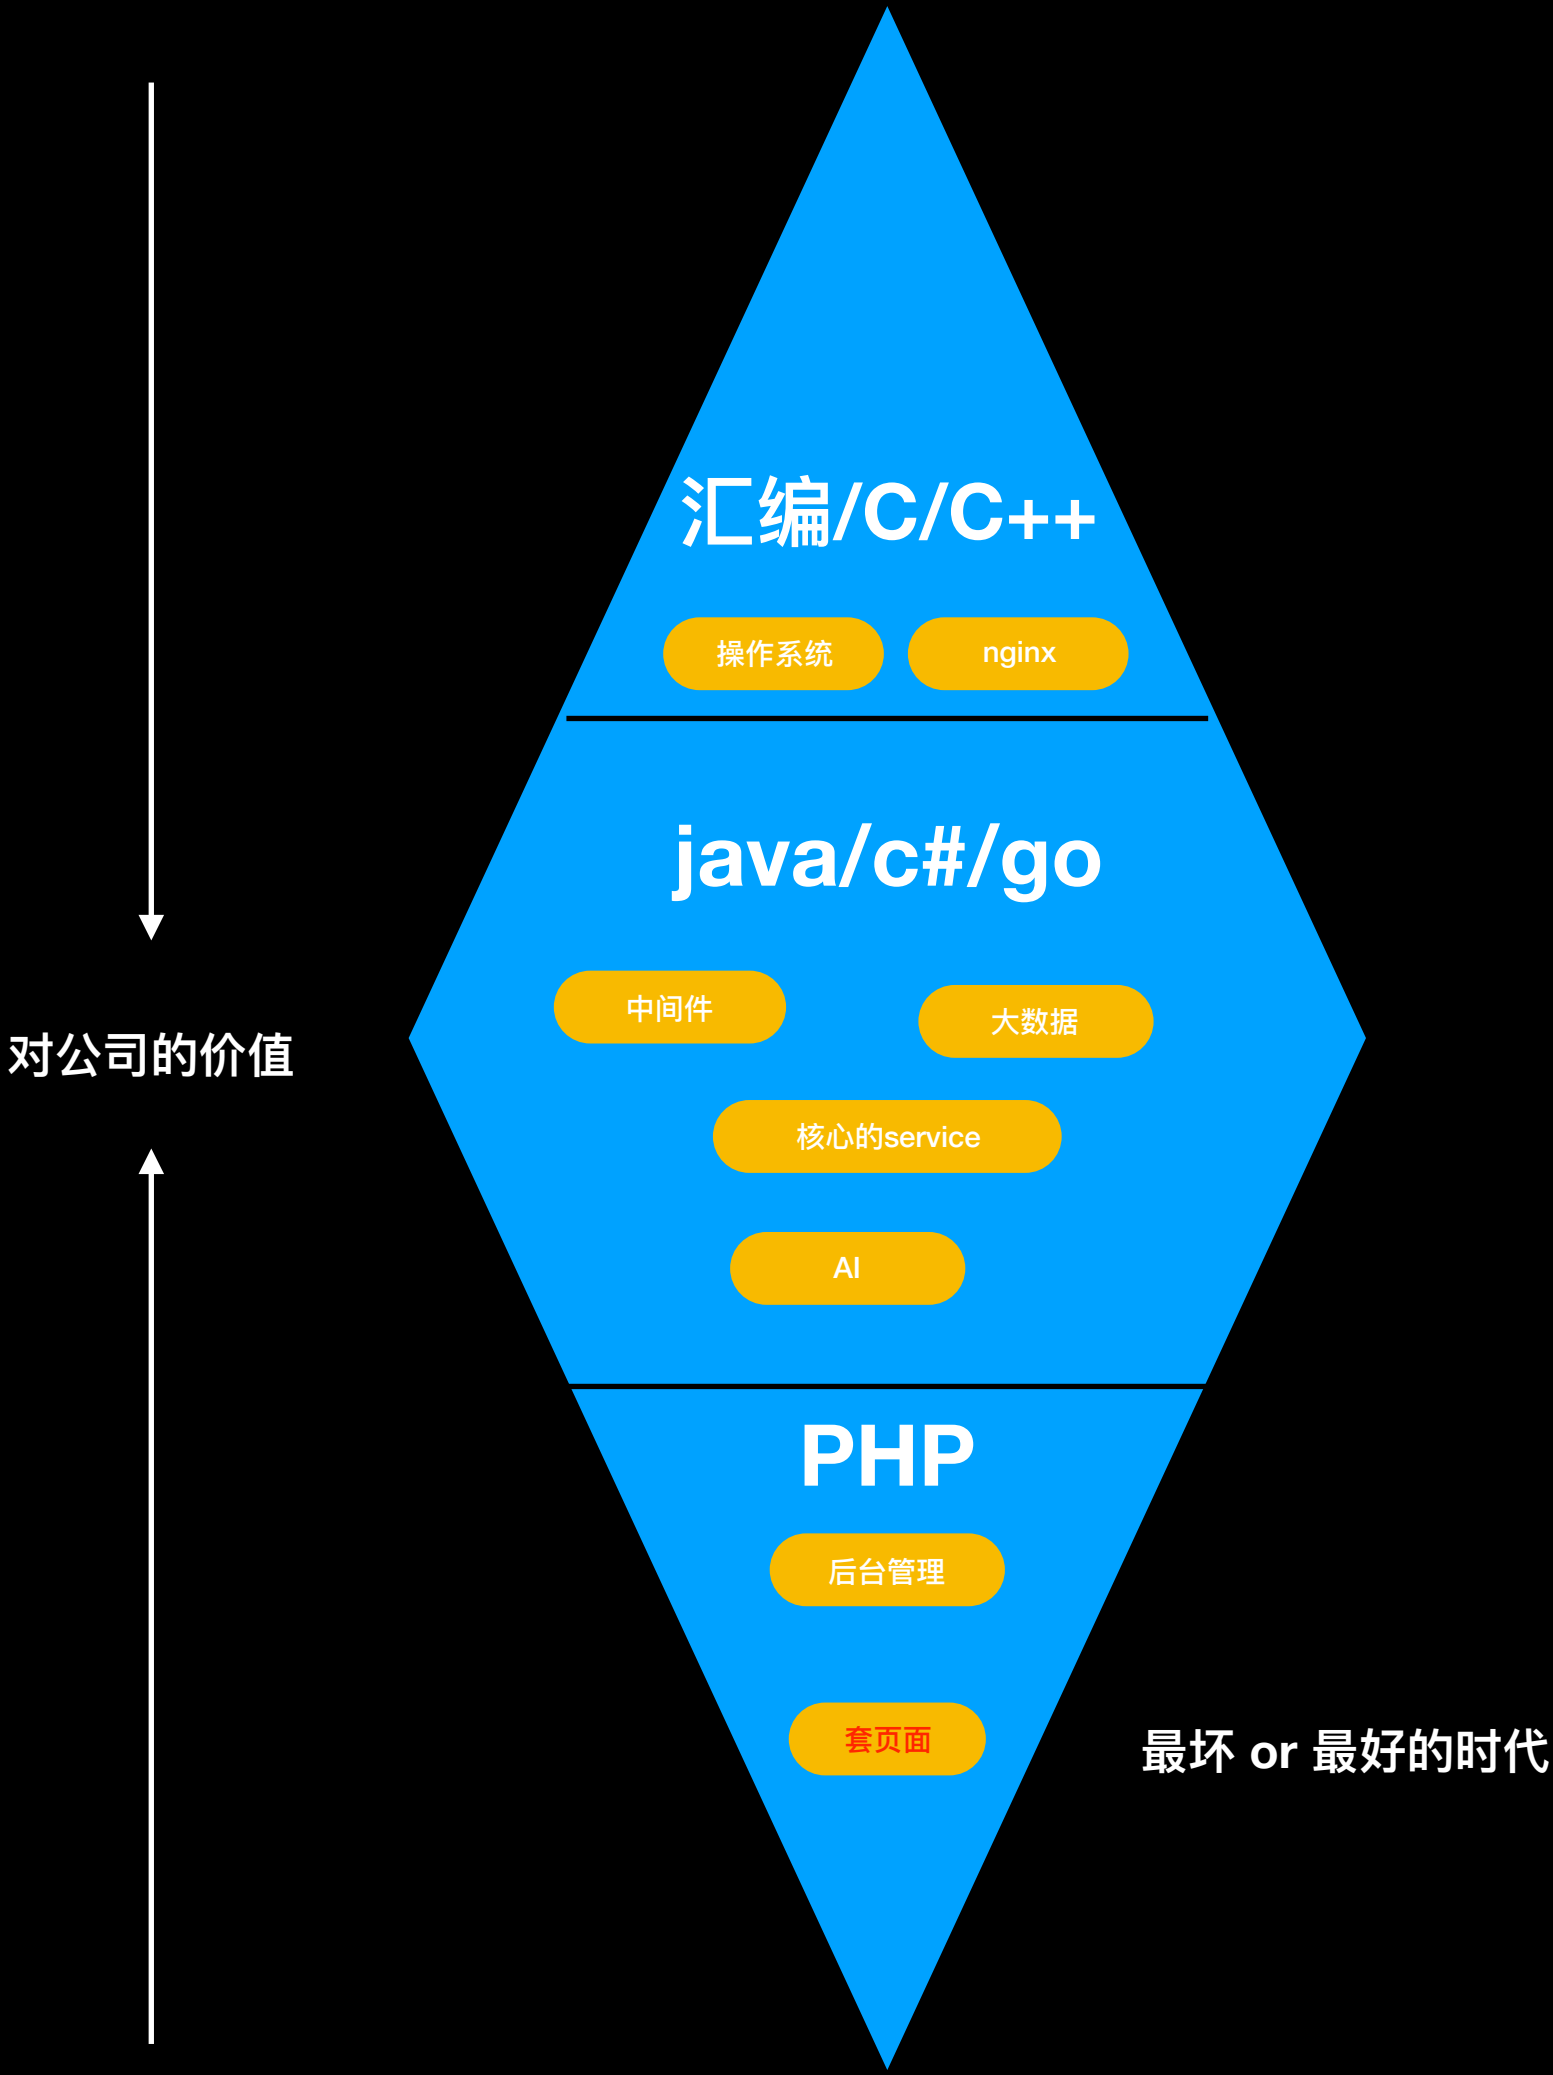 汇编/C/C++
操作系统
nginx
java/c#/go
中间件
大数据
对公司的价值
核心的service
AI
PHP
后台管理
套页面
最坏 or 最好的时代